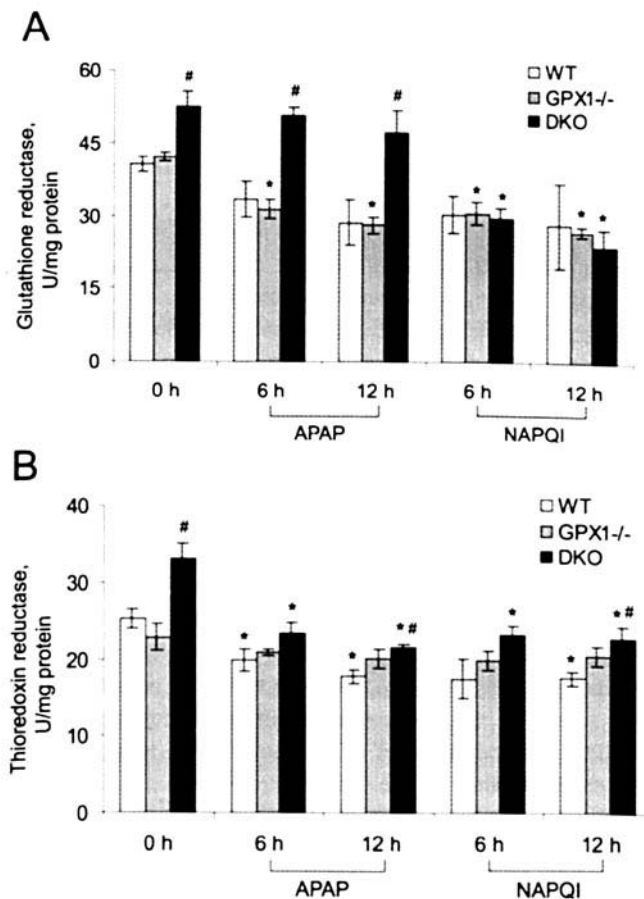 A
Glutathione reductase,
U/mg protein
60
45
30
15
0
WT
GPX1-/-
DKO
# # #
* * * * * *
0 h 6 h 12 h 6 h 12 h
APAP NAPQI
B
Thioredoxin reductase,
U/mg protein
40
30
20
10
0
WT
GPX1-/-
DKO
#
* * * * # * * * #
0 h 6 h 12 h 6 h 12 h
APAP NAPQI